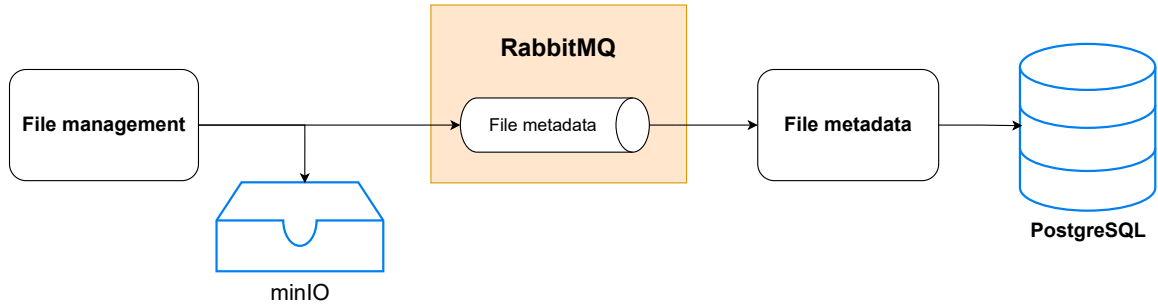 RabbitMQ
File management
File metadata
File metadata
PostgreSQL
minIO